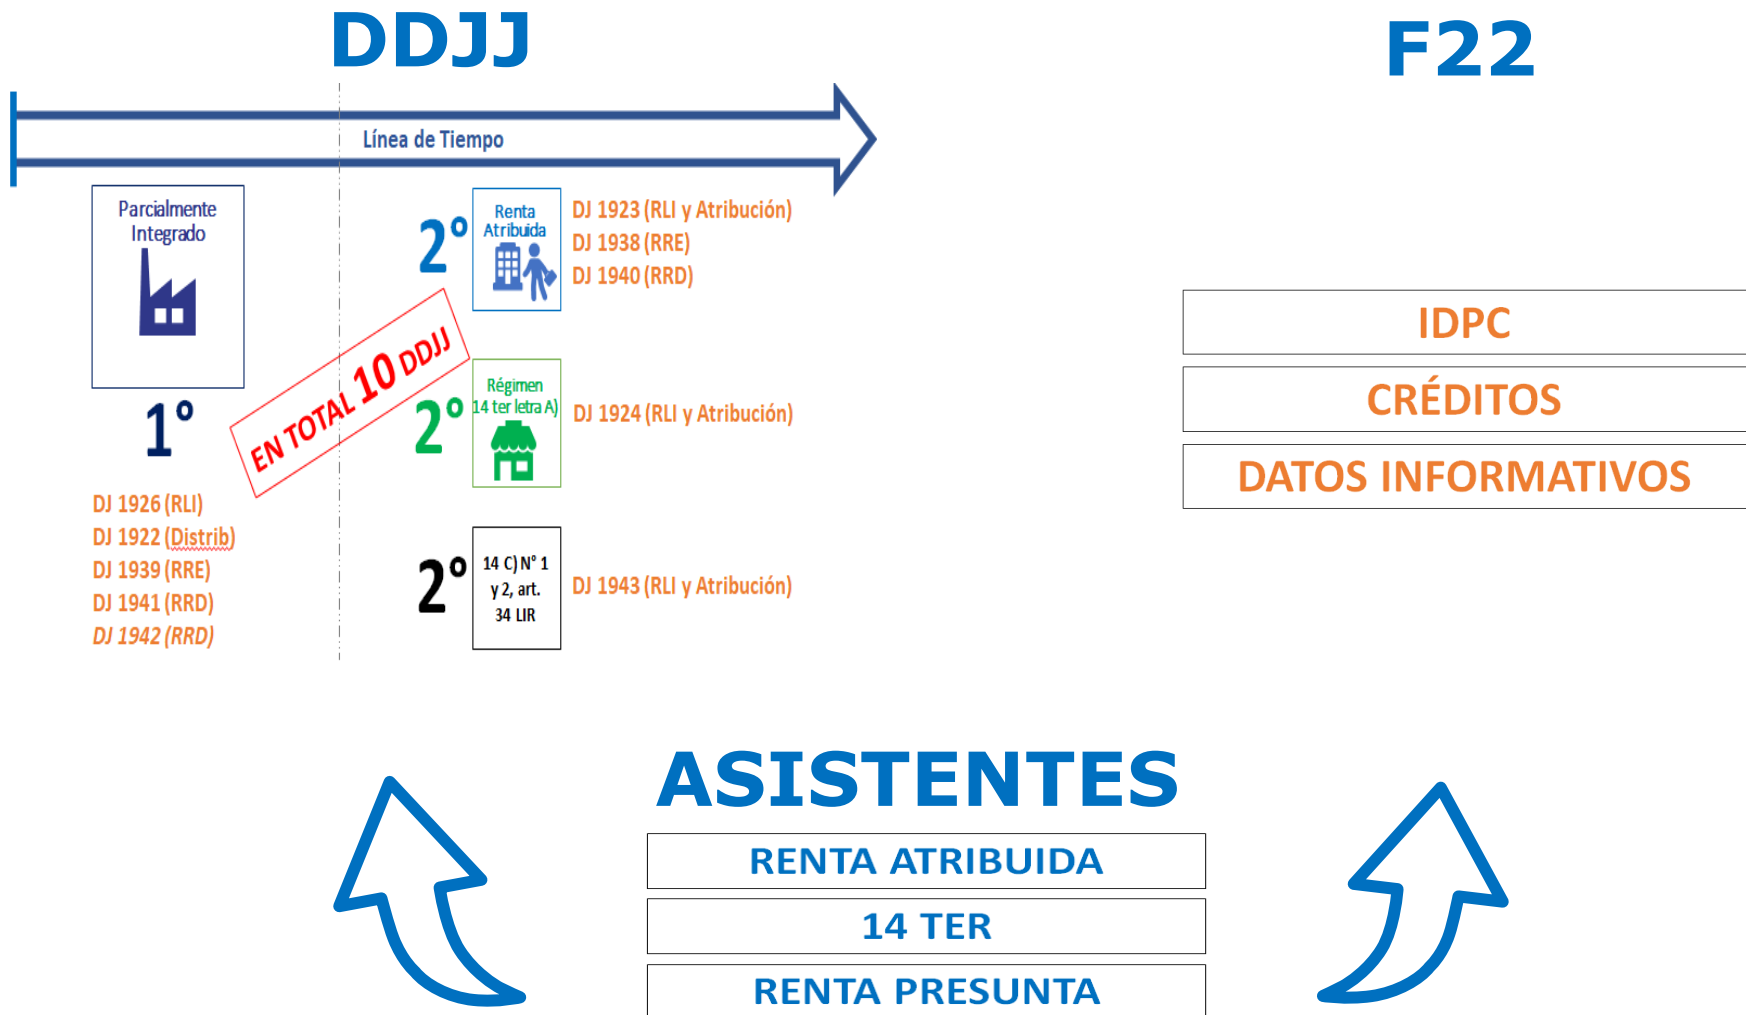 DDJJ
F22
Línea de Tiempo
Parcialmente
Integrado
1°
DJ 1926 (RLI)
DJ 1922 (Distrib)
DJ 1939 (RRE)
DJ 1941 (RRD)
DJ 1942 (RRD)
EN TOTAL 10 DDJJ
2°
Renta
Atribuida
DJ 1923 (RLI y Atribución)
DJ 1938 (RRE)
DJ 1940 (RRD)
2°
Régimen
14 ter letra A)
DJ 1924 (RLI y Atribución)
2°
14 C) N° 1
y 2, art.
34 LIR
DJ 1943 (RLI y Atribución)
IDPC
CRÉDITOS
DATOS INFORMATIVOS
ASISTENTES
RENTA ATRIBUIDA
14 TER
RENTA PRESUNTA